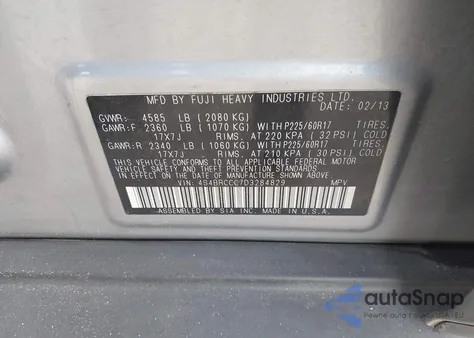 MFD BY FUJI HEAVY INDUSTRIES LTD.
DATE: 02/13
GVWR: 4585 LB (2080 KG)
GAWR:F 2360 LB (1070 KG) WITH P225/60R17
17X7J RIMS, AT 220 KPA (32 PSI) COLD
GAWR:R 2340 LB (1060 KG) WITH P225/60R17
17X7J RIMS, AT 210 KPA (30 PSI) COLD
THIS VEHICLE CONFORMS TO ALL APPLICABLE FEDERAL MOTOR
VEHICLE SAFETY AND THEFT PREVENTION STANDARDS
IN EFFECT ON THE DATE OF MANUFACTURE SHOWN ABOVE.
VIN: 4S4BRCCC7D3284829 MPV
ASSEMBLED BY SIA INC. MADE IN U.S.A.
autoSnap
Pewne auto